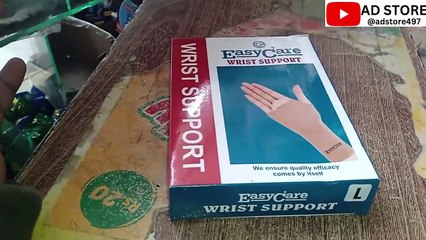 AD STORE
@adstore497
EasyCare
WRIST SUPPORT
WRIST SUPPORT
We ensure quality efficacy
comes by itself
EasyCare
WRIST SUPPORT
L